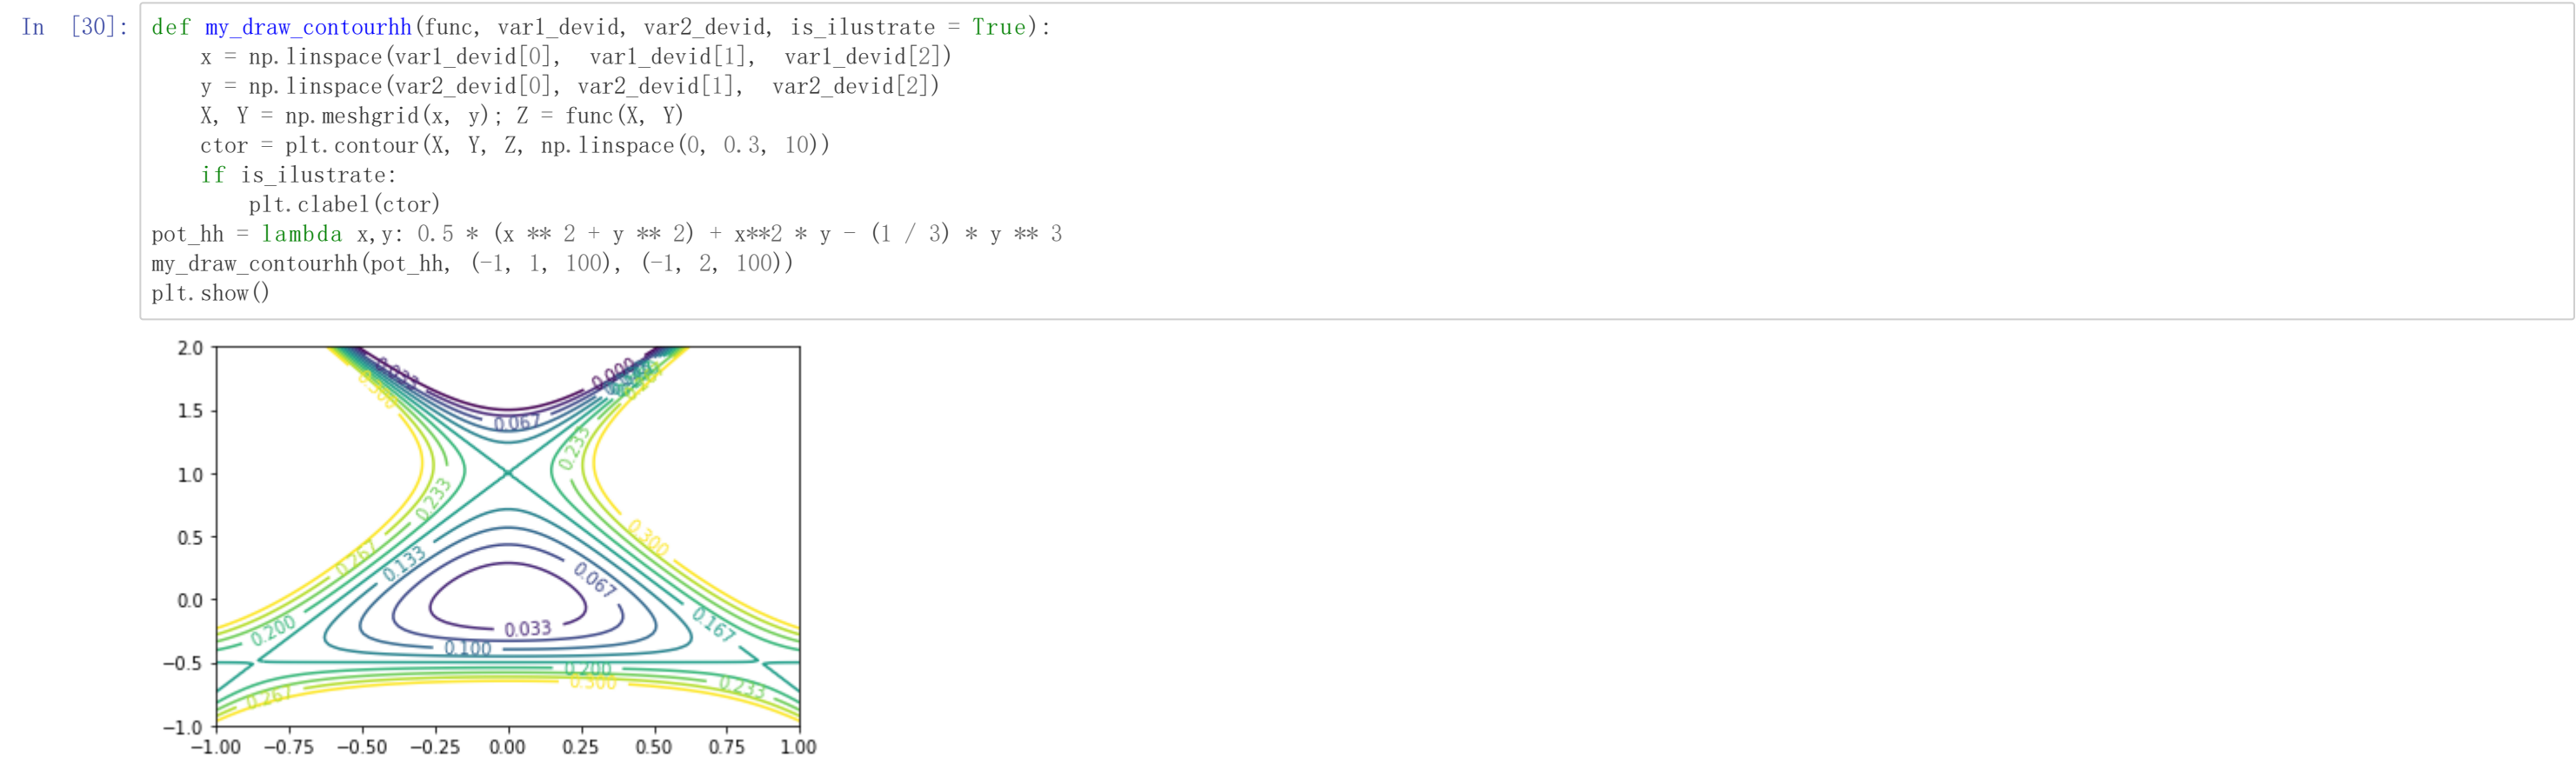 In [30]: def my_draw_contourhh(func, var1_devid, var2_devid, is_ilustrate = True):
    x = np.linspace(var1_devid[0],  var1_devid[1],  var1_devid[2])
    y = np.linspace(var2_devid[0], var2_devid[1],  var2_devid[2])
    X, Y = np.meshgrid(x, y); Z = func(X, Y)
    ctor = plt.contour(X, Y, Z, np.linspace(0, 0.3, 10))
    if is_ilustrate:
        plt.clabel(ctor)
pot_hh = lambda x,y: 0.5 * (x ** 2 + y ** 2) + x**2 * y - (1 / 3) * y ** 3
my_draw_contourhh(pot_hh, (-1, 1, 100), (-1, 2, 100))
plt.show()
2.0
0.033
0.000
0.300
1.5
0.067
0.233
1.0
0.233
0.5
0.300
0.267
0.133
0.067
0.0
0.033
0.200
0.167
0.100
−0.5
0.200
0.300
0.267
0.233
−1.0
−1.00 −0.75 −0.50 −0.25 0.00 0.25 0.50 0.75 1.00